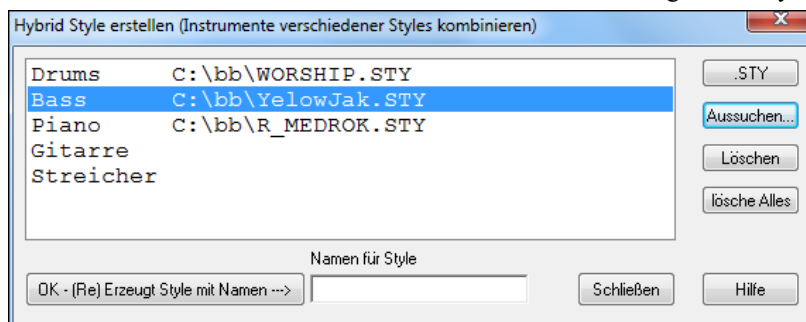 Hybrid Style erstellen (Instrumente verschiedener Styles kombinieren)
X
Drums C:\bb\WORSHIP.STY
Bass C:\bb\YelowJak.STY
Piano C:\bb\R_MEDROK.STY
Gitarre
Streicher
.STY
Aussuchen...
Löschen
lösche Alles
Namen für Style
OK - (Re) Erzeugt Style mit Namen --->
Schließen
Hilfe